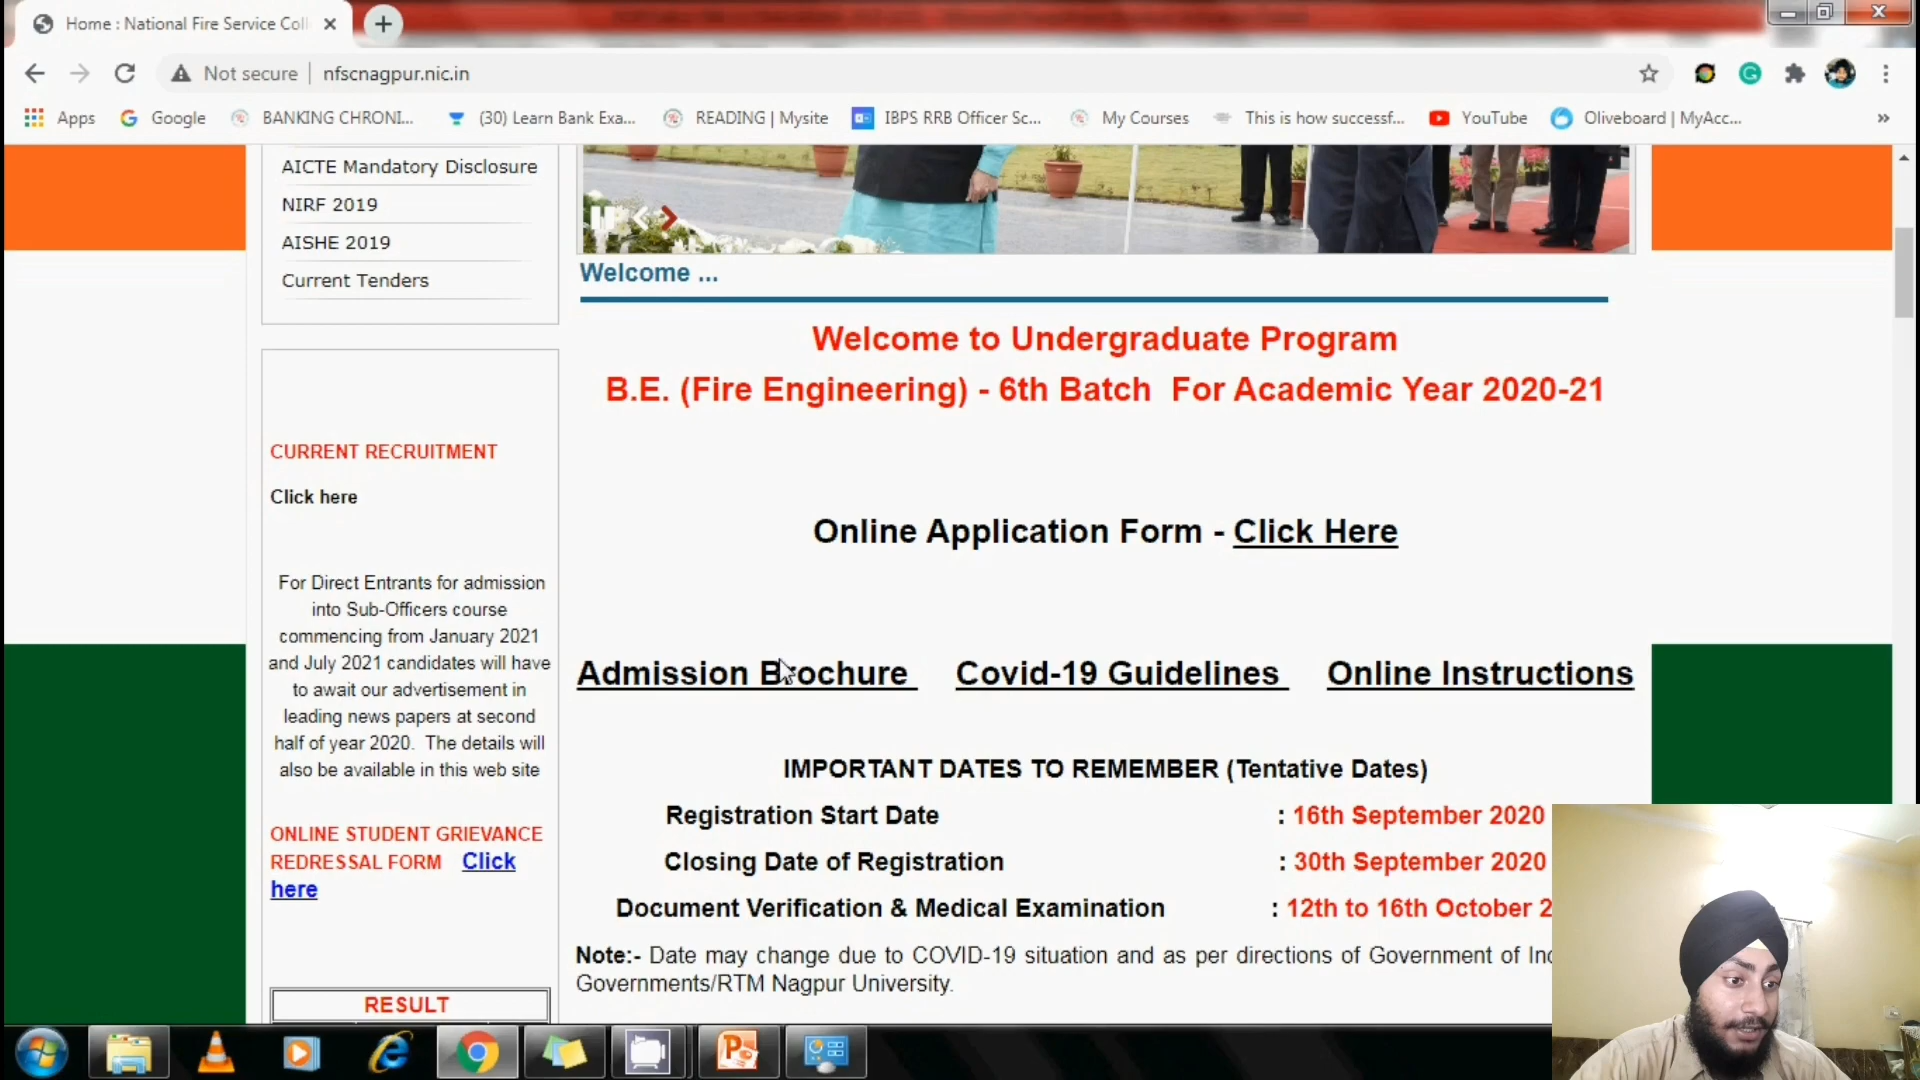 Home : National Fire Service Coll
Not secure
nfscnagpur.nic.in
Apps
Google
BANKING CHRONI...
(30) Learn Bank Exa...
READING | Mysite
IBPS RRB Officer Sc...
My Courses
This is how successf...
YouTube
Oliveboard | MyAcc...
»
AICTE Mandatory Disclosure
NIRF 2019
AISHE 2019
Current Tenders
CURRENT RECRUITMENT
Click here
For Direct Entrants for admission
into Sub-Officers course
commencing from January 2021
and July 2021 candidates will have
to await our advertisement in
leading news papers at second
half of year 2020. The details will
also be available in this web site
ONLINE STUDENT GRIEVANCE
REDRESSAL FORM Click
here
RESULT
Welcome ...
Welcome to Undergraduate Program
B.E. (Fire Engineering) - 6th Batch For Academic Year 2020-21
Online Application Form - Click Here
Admission Brochure Covid-19 Guidelines Online Instructions
IMPORTANT DATES TO REMEMBER (Tentative Dates)
Registration Start Date : 16th September 2020
Closing Date of Registration : 30th September 2020
Document Verification & Medical Examination : 12th to 16th October 2
Note:- Date may change due to COVID-19 situation and as per directions of Government of Ind
Governments/RTM Nagpur University.